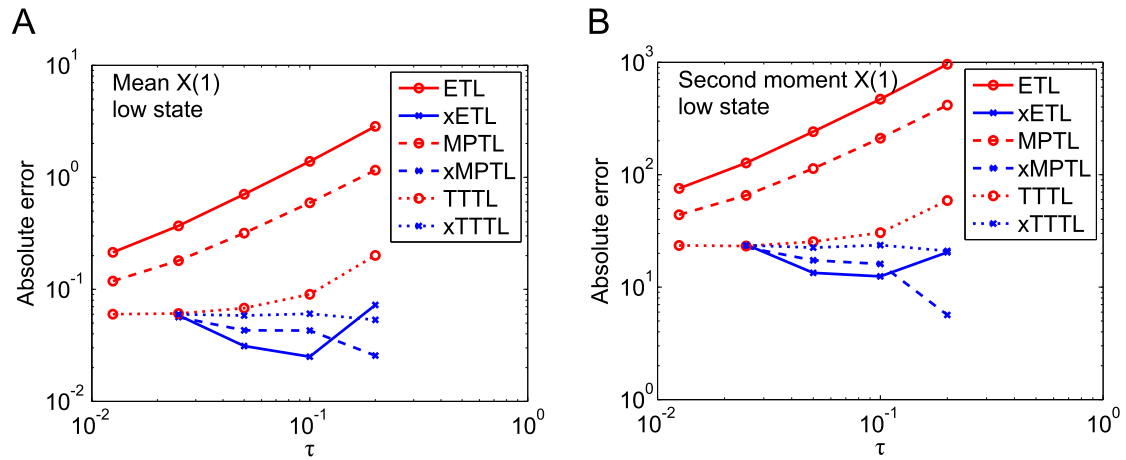 A
Mean X(1)
low state
ETL
xETL
MPTL
xMPTL
TTTL
xTTTL
Absolute error
10^1
10^0
10^-1
10^-2
10^-2
10^-1
10^0
τ
B
Second moment X(1)
low state
ETL
xETL
MPTL
xMPTL
TTTL
xTTTL
Absolute error
10^3
10^2
10^1
10^0
10^-2
10^-1
10^0
τ